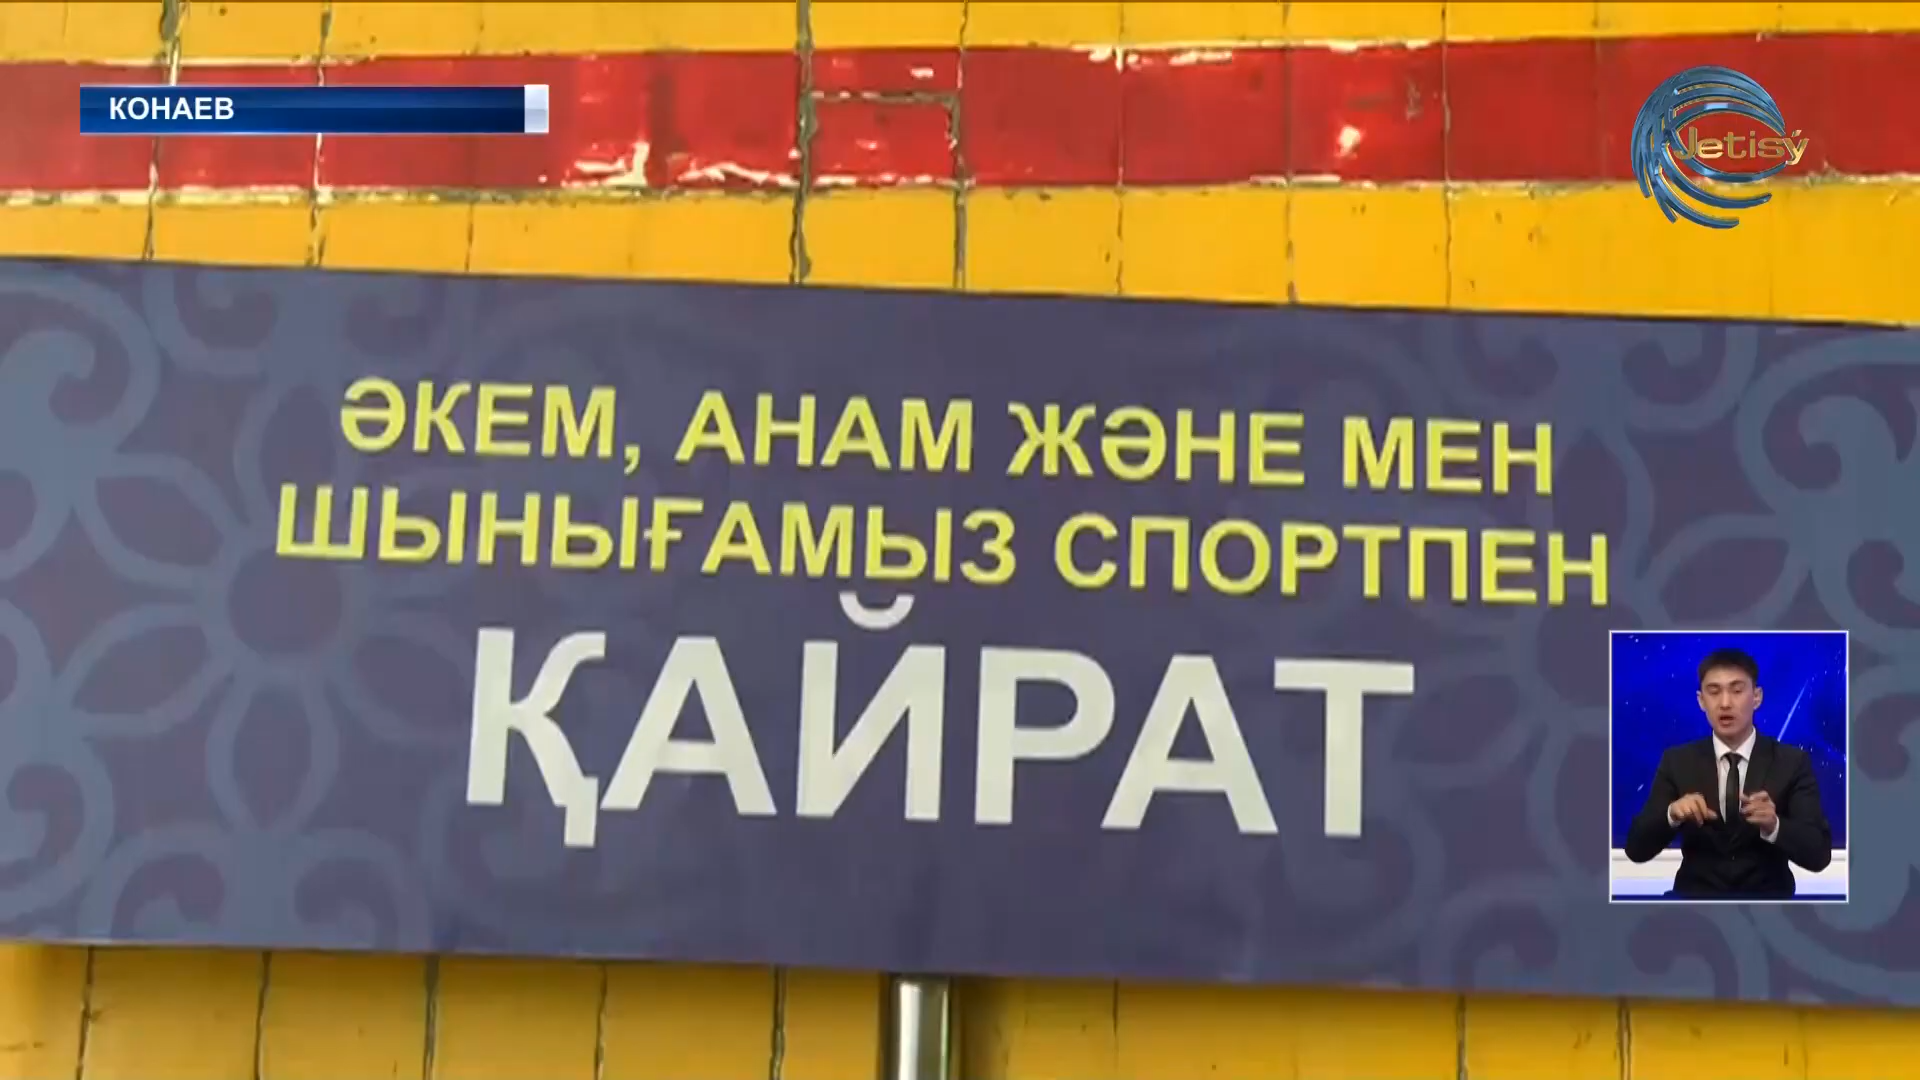 КОНАЕВ
Jetisý
ӘКЕМ, АНАМ ЖӘНЕ МЕН
ШЫНЫҒАМЫЗ СПОРТПЕН
ҚАЙРАТ